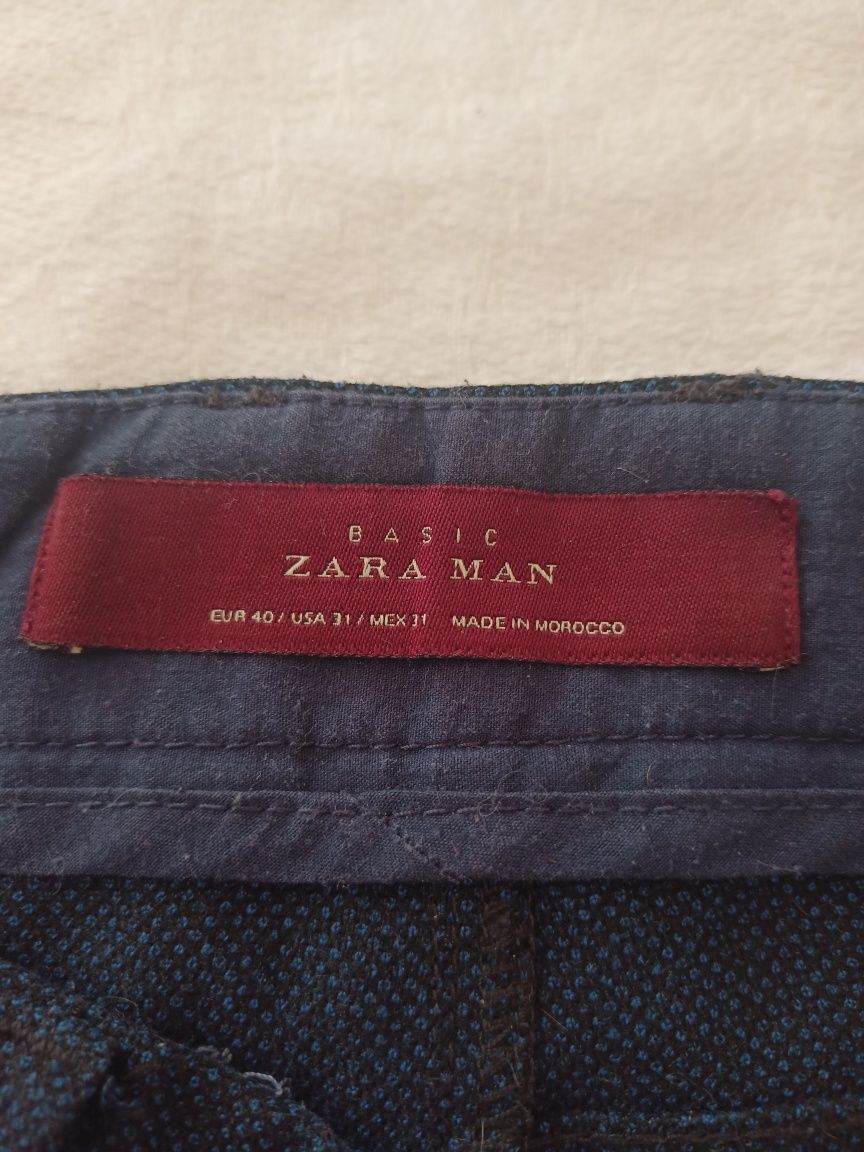 BASIC
ZARA MAN
EUR 40 / USA 31 / MEX 31 MADE IN MOROCCO